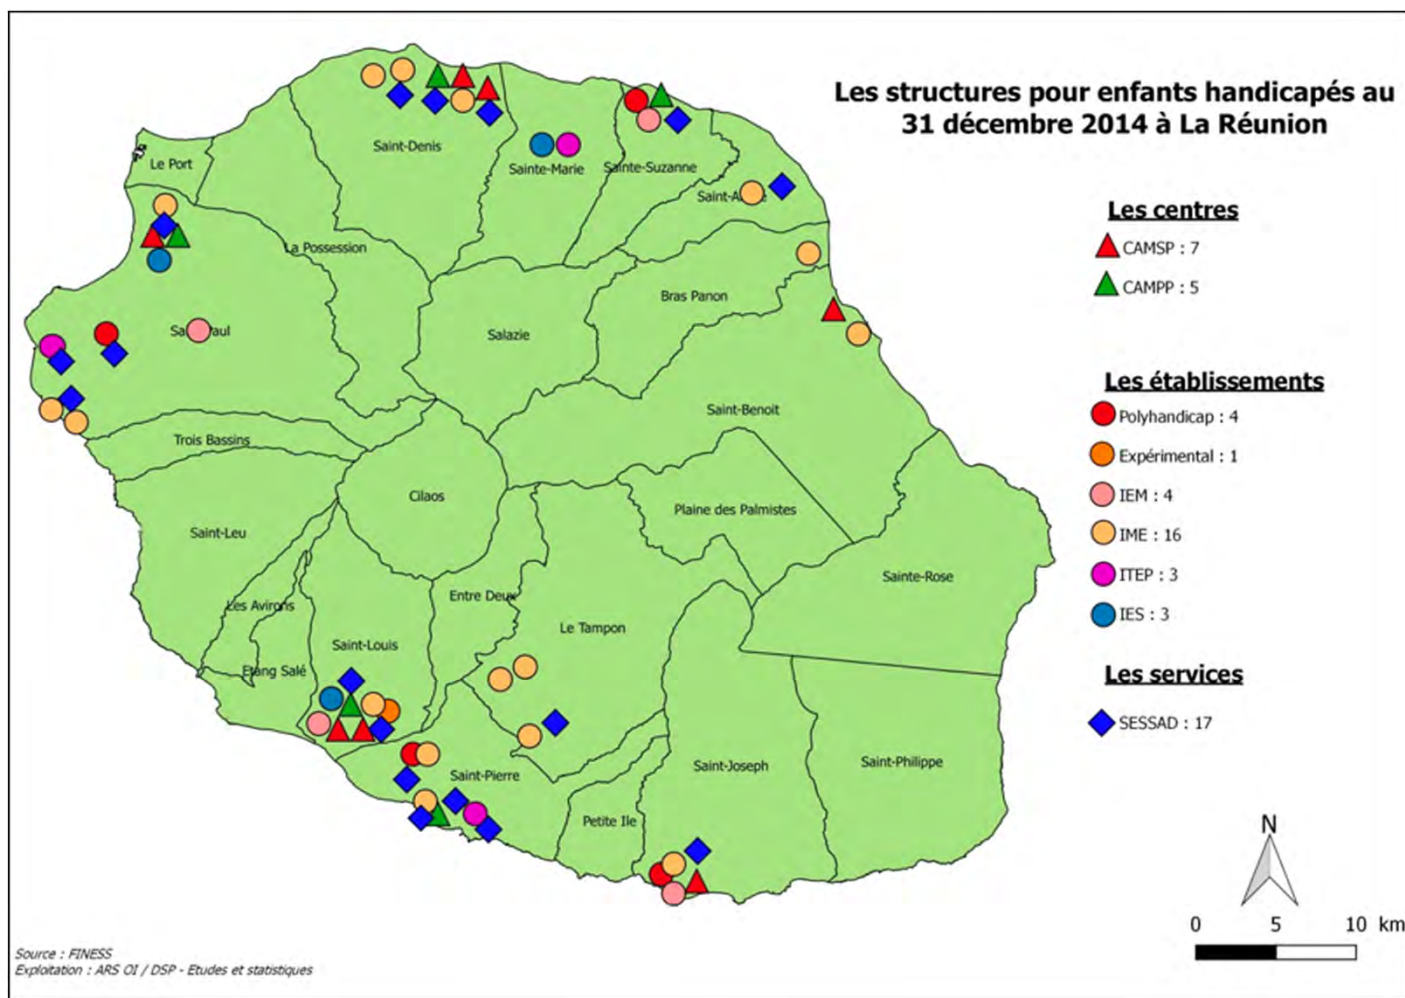 Les structures pour enfants handicapés au
31 décembre 2014 à La Réunion
Les centres
CAMSP : 7
CAMPP : 5
Les établissements
Polyhandicap : 4
Expérimental : 1
IEM : 4
IME : 16
ITEP : 3
IES : 3
Les services
SESSAD : 17
Saint-Denis
Le Port
Sainte-Marie
Sainte-Suzanne
La Possession
Bras Panon
Salazie
Saint-Benoit
Trois Bassins
Cilaos
Plaine des Palmistes
Saint-Leu
Sainte-Rose
Les Avirons
Entre Deux
Le Tampon
Saint-Louis
Etang Salé
Saint-Pierre
Saint-Joseph
Saint-Philippe
Petite Ile
N
0 5 10 km
Source : FINESS
Exploitation : ARS OI / DSP - Etudes et statistiques